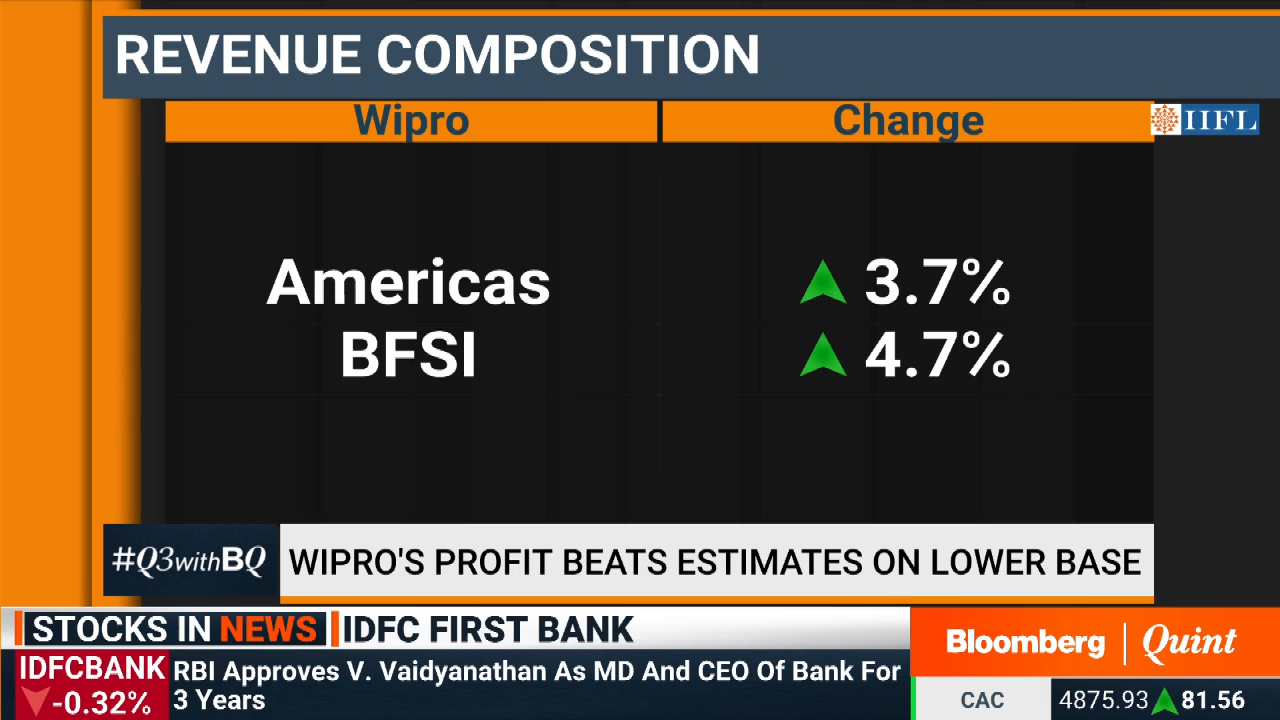 REVENUE COMPOSITION
Wipro Change
IIFL
Americas 3.7%
BFSI 4.7%
#Q3withBQ WIPRO'S PROFIT BEATS ESTIMATES ON LOWER BASE
STOCKS IN NEWS IDFC FIRST BANK
Bloomberg | Quint
IDFCBANK RBI Approves V. Vaidyanathan As MD And CEO Of Bank For
-0.32% 3 Years
CAC 4875.93 81.56